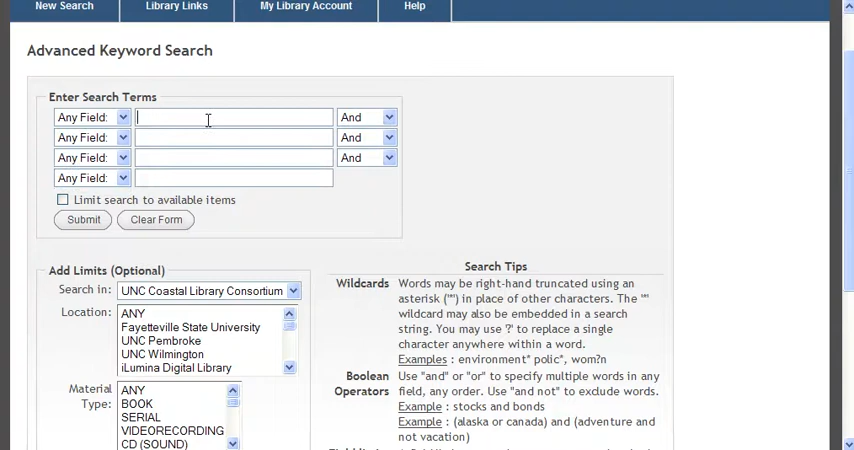 New Search Library Links My Library Account Help
Advanced Keyword Search
Enter Search Terms
Any Field: And
Any Field: And
Any Field: And
Any Field:
Limit search to available items
Submit Clear Form
Add Limits (Optional)
Search in: UNC Coastal Library Consortium
Location: ANY
Fayetteville State University
UNC Pembroke
UNC Wilmington
iLumina Digital Library
Material Type: ANY
BOOK
SERIAL
VIDEORECORDING
CD (SOUND)
Search Tips
Wildcards Words may be right-hand truncated using an
asterisk ('*') in place of other characters. The '*'
wildcard may also be embedded in a search
string. You may use '?' to replace a single
character anywhere within a word.
Examples : environment* polic*, wom?n
Boolean Operators Use "and" or "or" to specify multiple words in any
field, any order. Use "and not" to exclude words.
Example : stocks and bonds
Example : (alaska or canada) and (adventure and
not vacation)